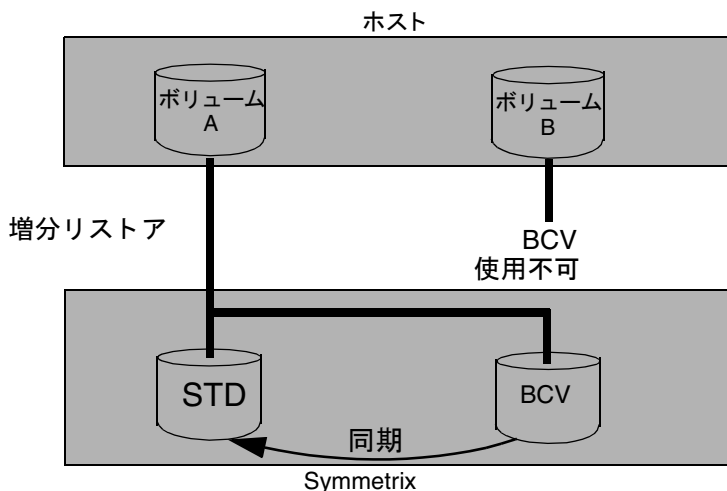 ホスト
ボリューム
A
ボリューム
B
増分リストア
BCV
使用不可
STD
BCV
同期
Symmetrix